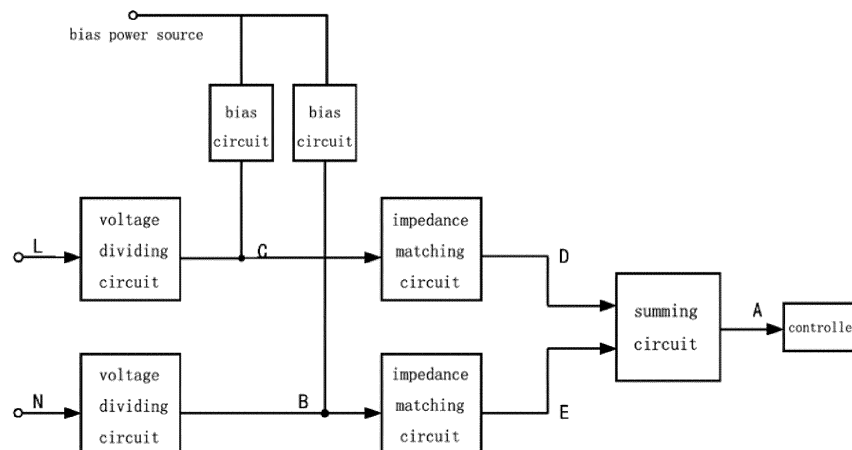 bias power source
bias
circuit
bias
circuit
L
voltage
dividing
circuit
C
impedance
matching
circuit
D
summing
circuit
A
controlle
N
voltage
dividing
circuit
B
impedance
matching
circuit
E